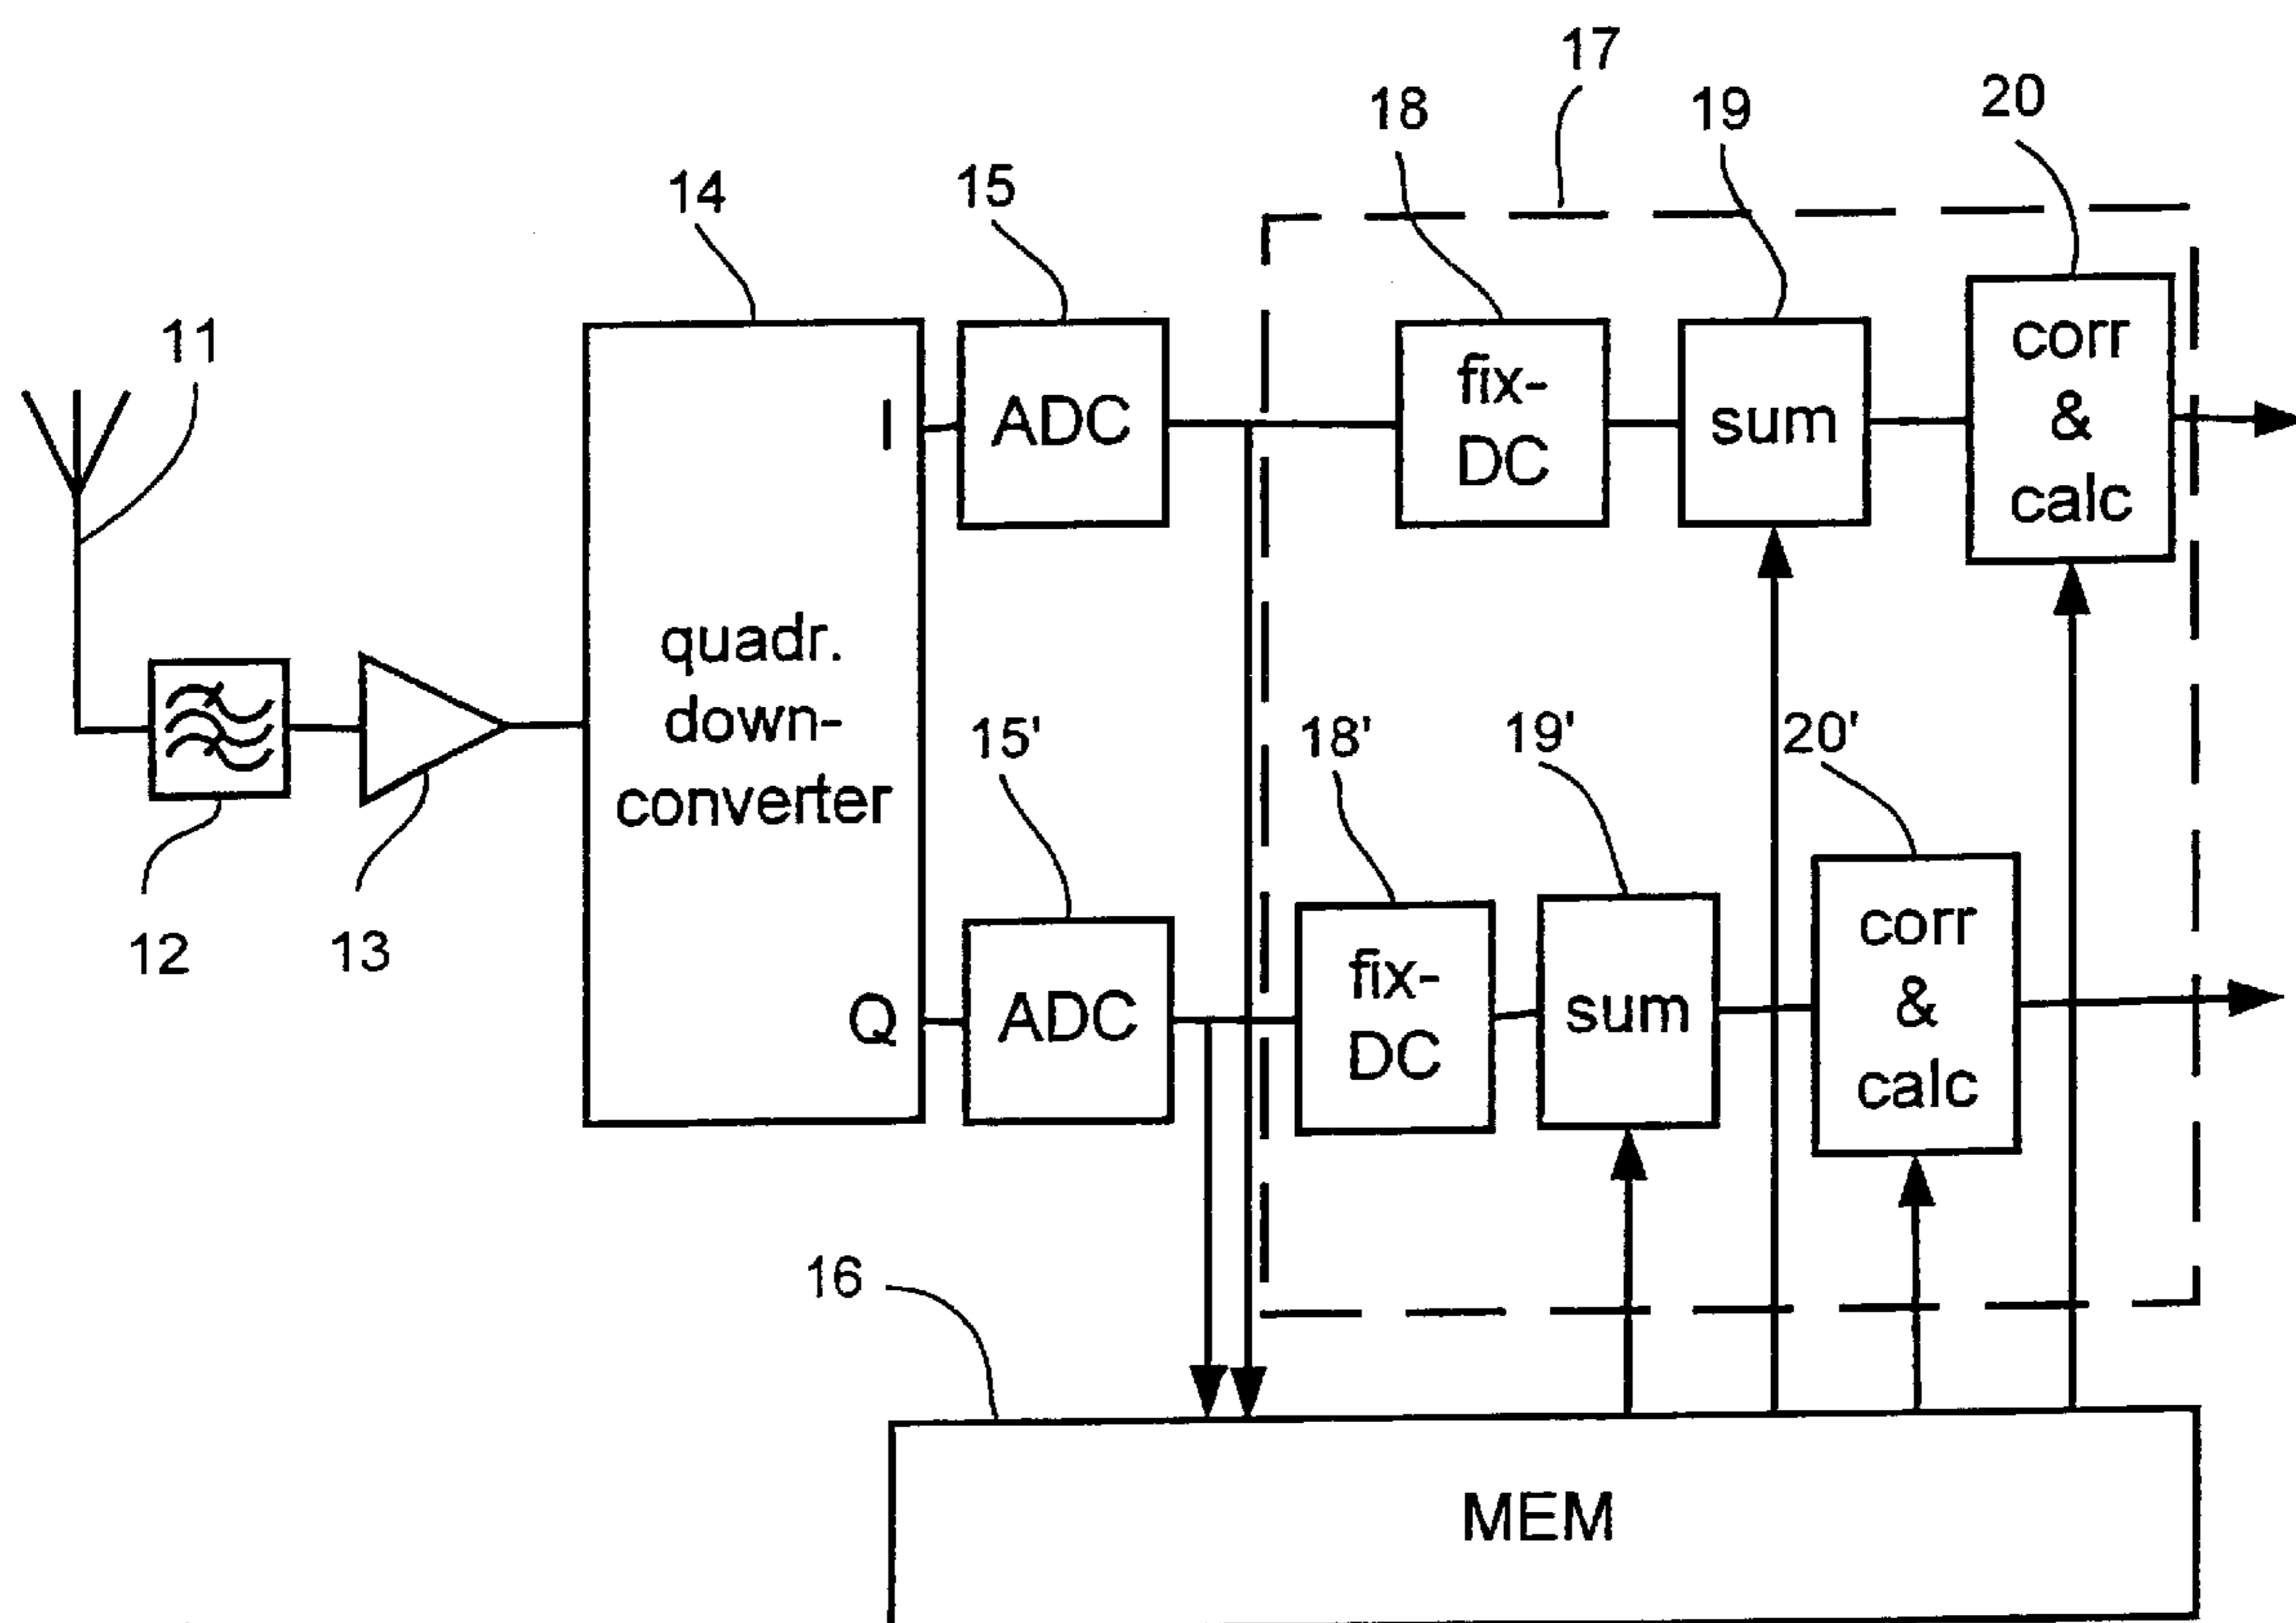 17
18
19
20
14
15
11
I
ADC
fix-
DC
sum
corr
&
calc
quadr.
down-
converter
15'
18'
19'
20'
12
13
Q
ADC
fix-
DC
sum
corr
&
calc
16
MEM